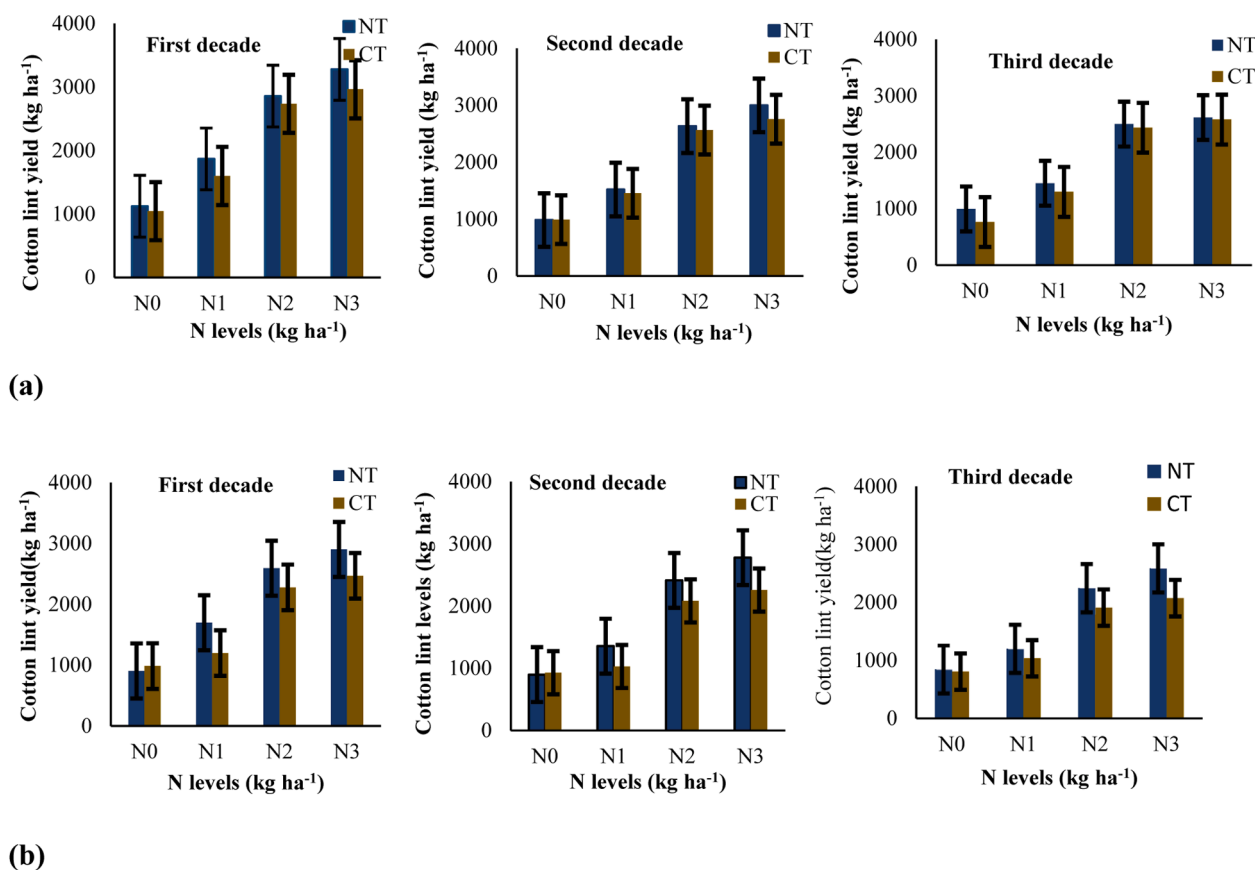 First decade
NT
CT
Cotton lint yield (kg ha⁻¹)
4000
3000
2000
1000
0
N0 N1 N2 N3
N levels (kg ha⁻¹)
Second decade
NT
CT
Cotton lint yield (kg ha⁻¹)
4000
3000
2000
1000
0
N0 N1 N2 N3
N levels (kg ha⁻¹)
Third decade
NT
CT
Cotton lint yield (kg ha⁻¹)
4000
3000
2000
1000
0
N0 N1 N2 N3
N levels (kg ha⁻¹)
(a)
First decade
NT
CT
Cotton lint yield(kg ha⁻¹)
4000
3000
2000
1000
0
N0 N1 N2 N3
N levels (kg ha⁻¹)
Second decade
NT
CT
Cotton lint levels (kg ha⁻¹)
4000
3000
2000
1000
0
N0 N1 N2 N3
N levels (kg ha⁻¹)
Third decade
NT
CT
Cotton lint yield(kg ha⁻¹)
4000
3000
2000
1000
0
N0 N1 N2 N3
N levels (kg ha⁻¹)
(b)